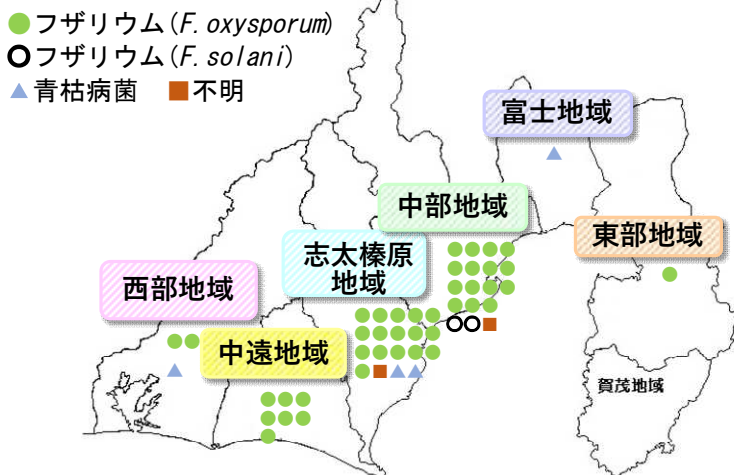 フザリウム(F. oxysporum)
フザリウム(F. solani)
青枯病菌 不明
富士地域
中部地域
東部地域
志太榛原
地域
西部地域
中遠地域
賀茂地域